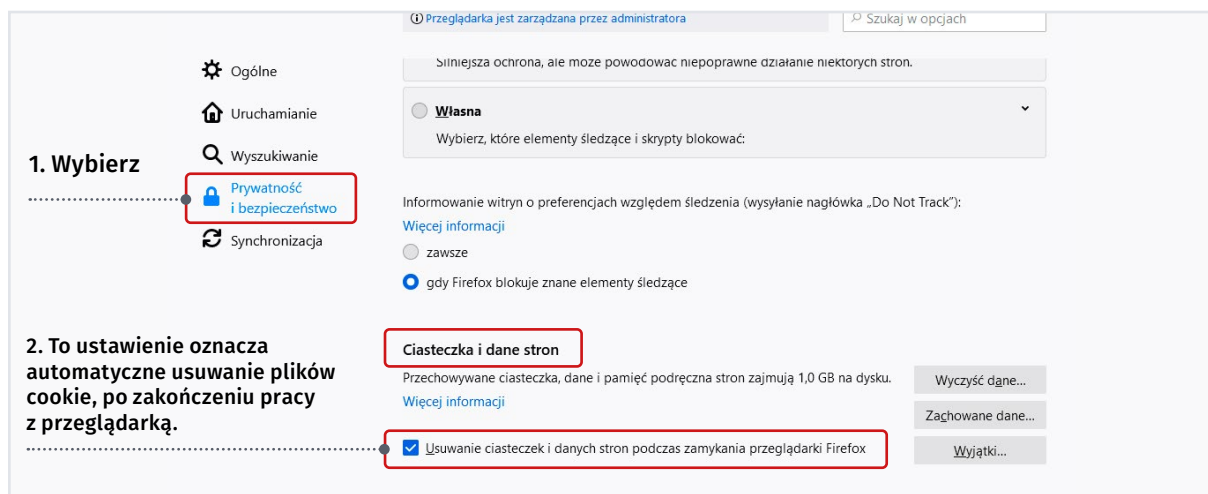 Przeglądarka jest zarządzana przez administratora
Szukaj w opcjach
Ogólne
Uruchamianie
Wyszukiwanie
Prywatność
i bezpieczeństwo
Synchronizacja
1. Wybierz
Silniejsza ochrona, ale może powodować niepoprawne działanie niektórych stron.
Własna
Wybierz, które elementy śledzące i skrypty blokować:
Informowanie witryn o preferencjach względem śledzenia (wysyłanie nagłówka „Do Not Track”):
Więcej informacji
zawsze
gdy Firefox blokuje znane elementy śledzące
2. To ustawienie oznacza
automatyczne usuwanie plików
cookie, po zakończeniu pracy
z przeglądarką.
Ciasteczka i dane stron
Przechowywane ciasteczka, dane i pamięć podręczna stron zajmują 1,0 GB na dysku.
Więcej informacji
Usuwanie ciasteczek i danych stron podczas zamykania przeglądarki Firefox
Wyczyść dane...
Zachowane dane...
Wyjątki...